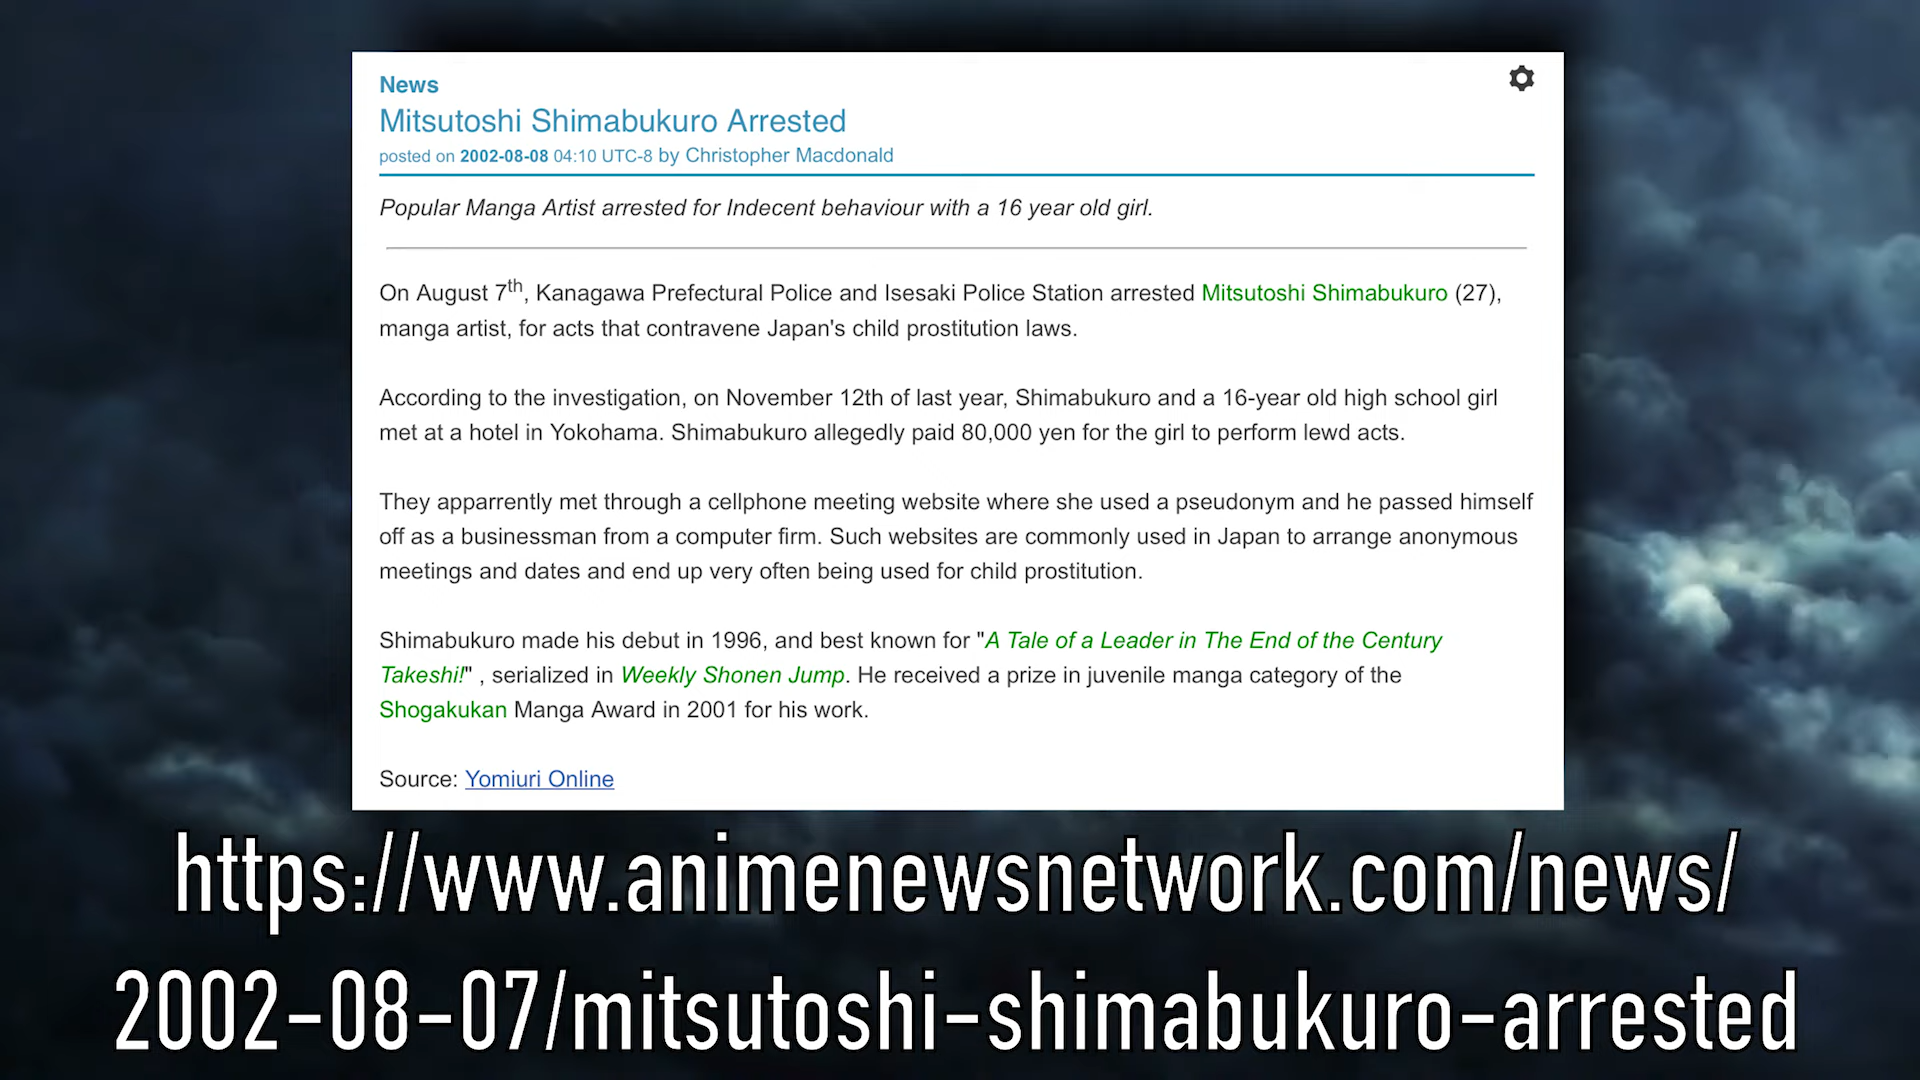 News
Mitsutoshi Shimabukuro Arrested
posted on 2002-08-08 04:10 UTC-8 by Christopher Macdonald
Popular Manga Artist arrested for Indecent behaviour with a 16 year old girl.
On August 7th, Kanagawa Prefectural Police and Isesaki Police Station arrested Mitsutoshi Shimabukuro (27),
manga artist, for acts that contravene Japan's child prostitution laws.
According to the investigation, on November 12th of last year, Shimabukuro and a 16-year old high school girl
met at a hotel in Yokohama. Shimabukuro allegedly paid 80,000 yen for the girl to perform lewd acts.
They apparrently met through a cellphone meeting website where she used a pseudonym and he passed himself
off as a businessman from a computer firm. Such websites are commonly used in Japan to arrange anonymous
meetings and dates and end up very often being used for child prostitution.
Shimabukuro made his debut in 1996, and best known for "A Tale of a Leader in The End of the Century
Takeshi!" , serialized in Weekly Shonen Jump. He received a prize in juvenile manga category of the
Shogakukan Manga Award in 2001 for his work.
Source: Yomiuri Online
https://www.animenewsnetwork.com/news/
2002-08-07/mitsutoshi-shimabukuro-arrested